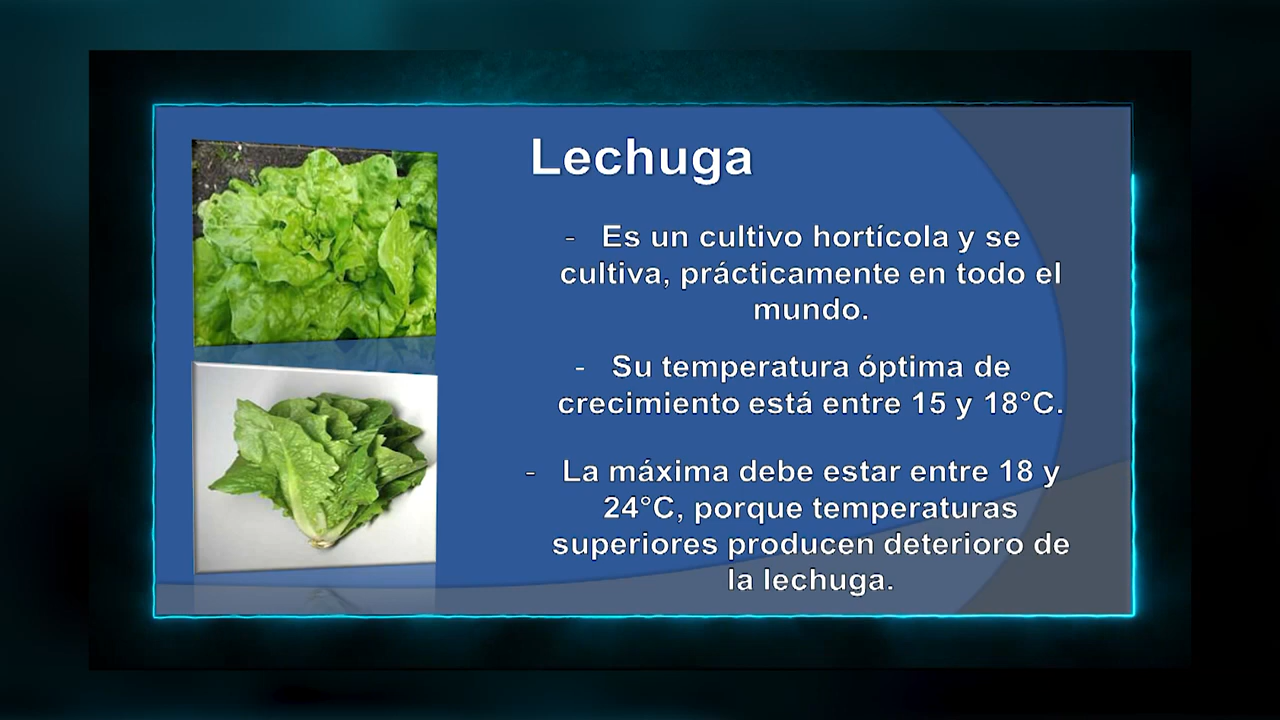 Lechuga
- Es un cultivo hortícola y se
cultiva, prácticamente en todo el
mundo.
- Su temperatura óptima de
crecimiento está entre 15 y 18°C.
- La máxima debe estar entre 18 y
24°C, porque temperaturas
superiores producen deterioro de
la lechuga.